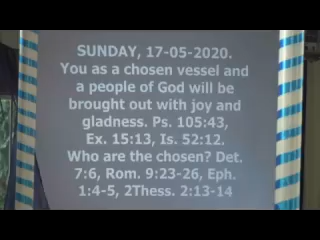 SUNDAY, 17-05-2020.
You as a chosen vessel and
a people of God will be
brought out with joy and
gladness. Ps. 105:43,
Ex. 15:13, Is. 52:12.
Who are the chosen? Det.
7:6, Rom. 9:23-26, Eph.
1:4-5, 2Thess. 2:13-14